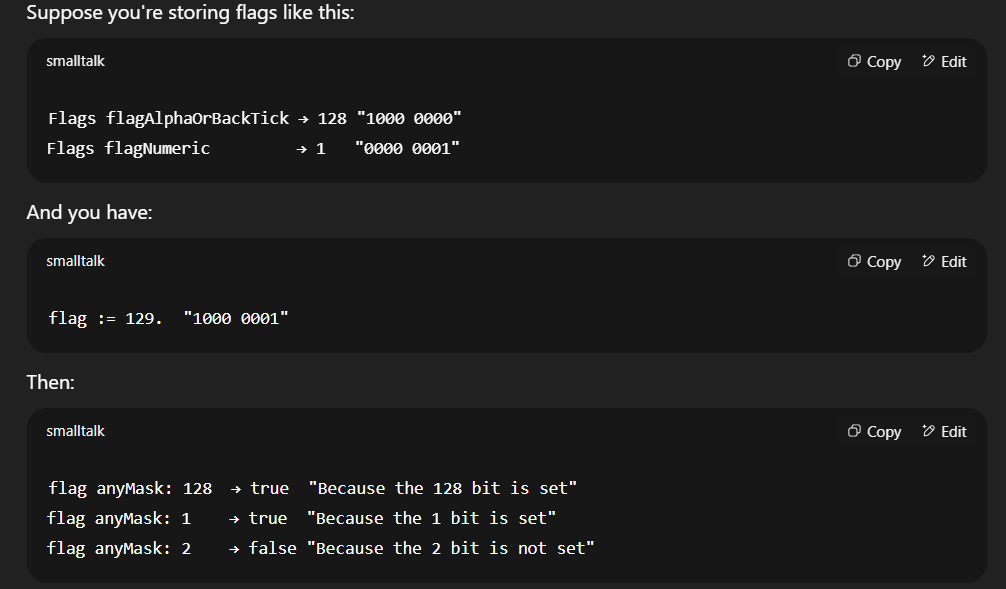 Suppose you're storing flags like this:
smalltalk Copy Edit
Flags flagAlphaOrBackTick → 128 "1000 0000"
Flags flagNumeric → 1 "0000 0001"
And you have:
smalltalk Copy Edit
flag := 129. "1000 0001"
Then:
smalltalk Copy Edit
flag anyMask: 128 → true "Because the 128 bit is set"
flag anyMask: 1 → true "Because the 1 bit is set"
flag anyMask: 2 → false "Because the 2 bit is not set"